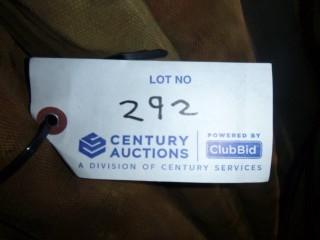 LOT NO
292
CENTURY AUCTIONS
POWERED BY
ClubBid
A DIVISION OF CENTURY SERVICES